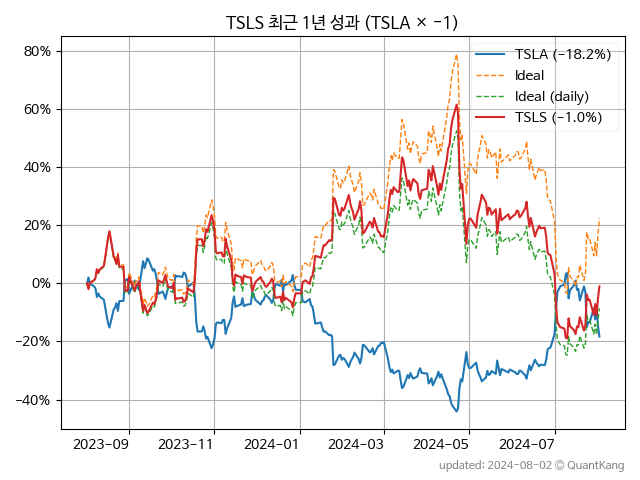 TSLS 최근 1년 성과 (TSLA × −1)
80%
60%
40%
20%
0%
−20%
−40%
TSLA (−18.2%)
Ideal
Ideal (daily)
TSLS (−1.0%)
2023-09
2023-11
2024-01
2024-03
2024-05
2024-07
updated: 2024-08-02 © QuantKang